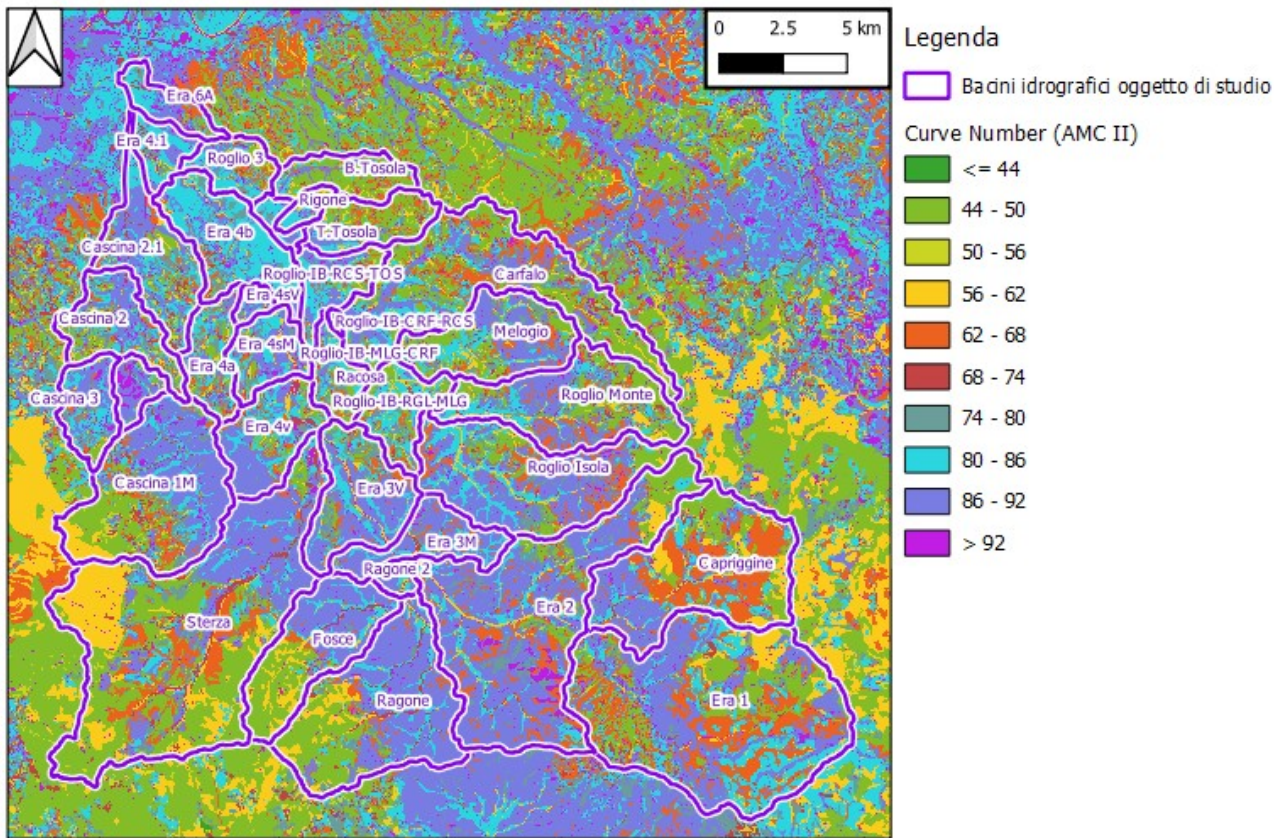 0 2.5 5 km
Legenda
Bacini idrografici oggetto di studio
Curve Number (AMC II)
<= 44
44 - 50
50 - 56
56 - 62
62 - 68
68 - 74
74 - 80
80 - 86
86 - 92
> 92
Era 6A
Era 4.1
Roglio 3
B.Tosola
Rigone
Era 4b
T.Tosola
Cascina 2.1
Roglio-IB-RCS-TOS
Carfalo
Era 4sV
Cascina 2
Roglio-IB-CRF-RCS
Melogio
Era 4sM
Roglio-IB-MLG-CRF
Era 4a
Racosa
Cascina 3
Roglio-IB-RGL-MLG
Roglio Monte
Era 4v
Roglio Isola
Cascina 1M
Era 3V
Era 3M
Ragone 2
Capriggine
Era 2
Sterza
Fosce
Ragone
Era 1